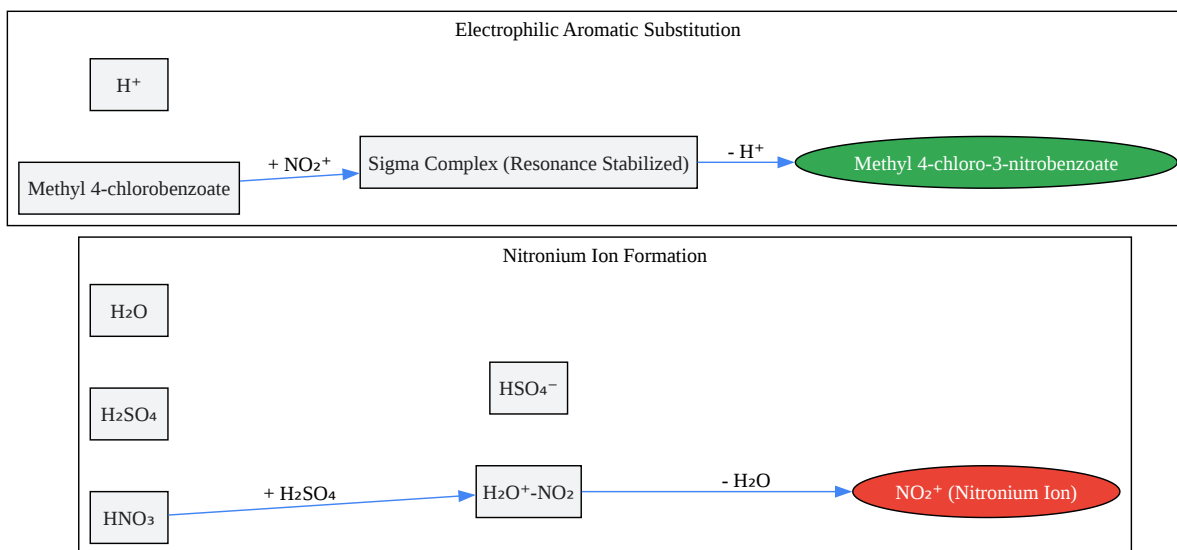 Electrophilic Aromatic Substitution
H⁺
Methyl 4-chlorobenzoate
+ NO₂⁺
Sigma Complex (Resonance Stabilized)
- H⁺
Methyl 4-chloro-3-nitrobenzoate
Nitronium Ion Formation
H₂O
H₂SO₄
HSO₄⁻
HNO₃
+ H₂SO₄
H₂O⁺-NO₂
- H₂O
NO₂⁺ (Nitronium Ion)